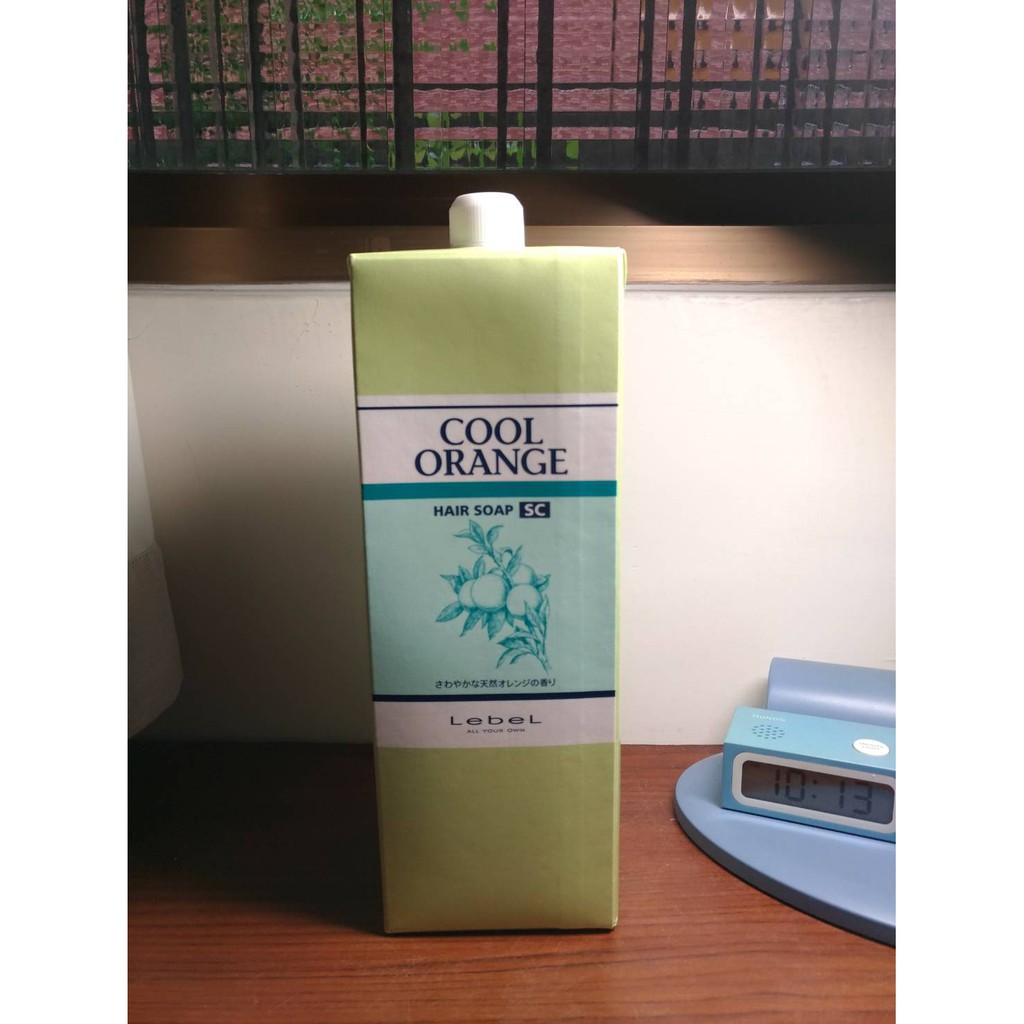 COOL
ORANGE
HAIR SOAP SC
さわやかな天然オレンジの香り
LebeL
ALL YOUR OWN
10:13